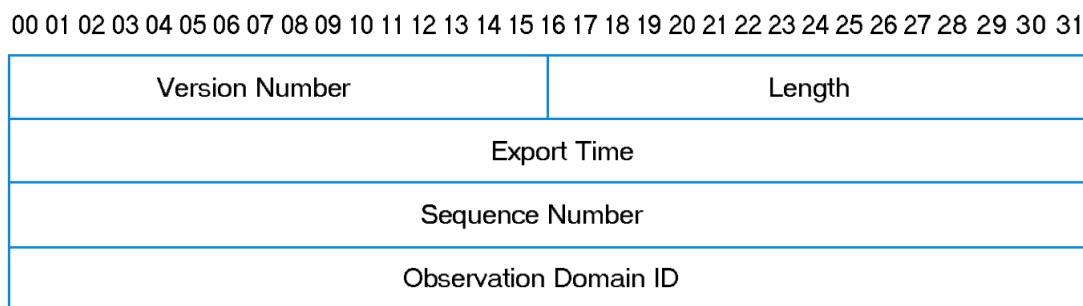 00 01 02 03 04 05 06 07 08 09 10 11 12 13 14 15 16 17 18 19 20 21 22 23 24 25 26 27 28 29 30 31
Version Number Length
Export Time
Sequence Number
Observation Domain ID